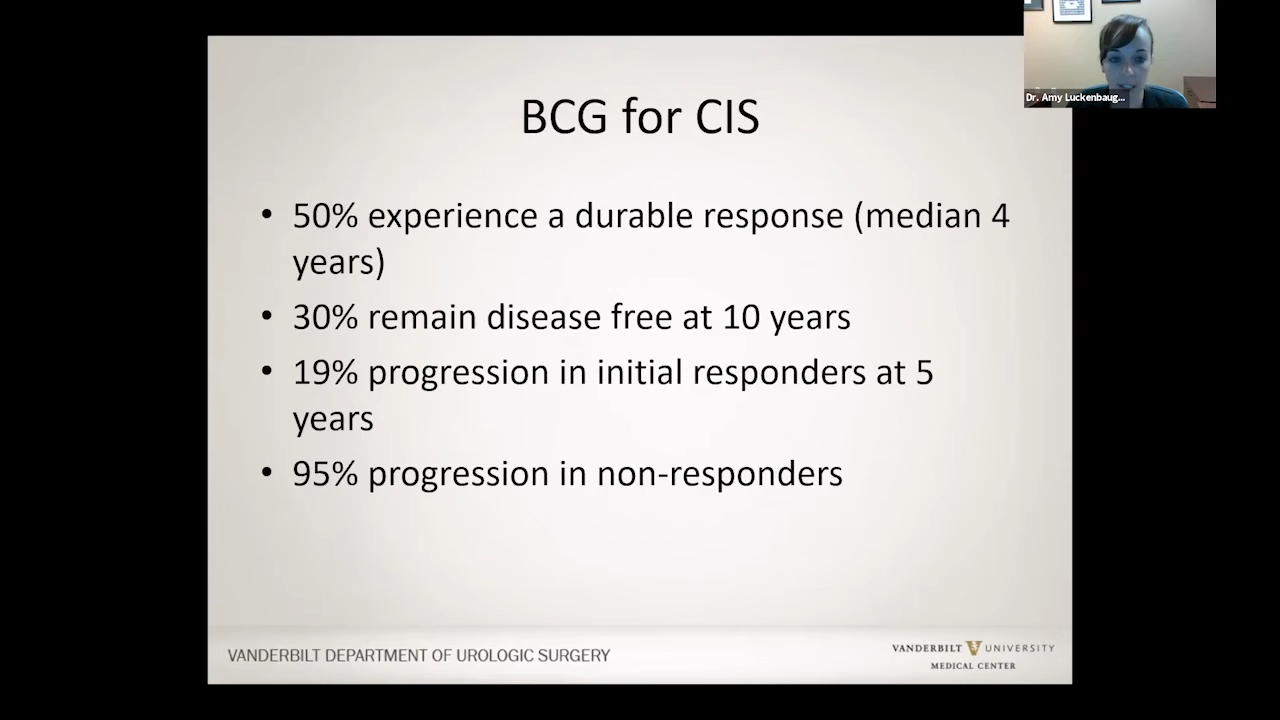 Dr. Amy Luckenbaug...
BCG for CIS
• 50% experience a durable response (median 4
years)
• 30% remain disease free at 10 years
• 19% progression in initial responders at 5
years
• 95% progression in non-responders
VANDERBILT DEPARTMENT OF UROLOGIC SURGERY
VANDERBILT V UNIVERSITY
MEDICAL CENTER